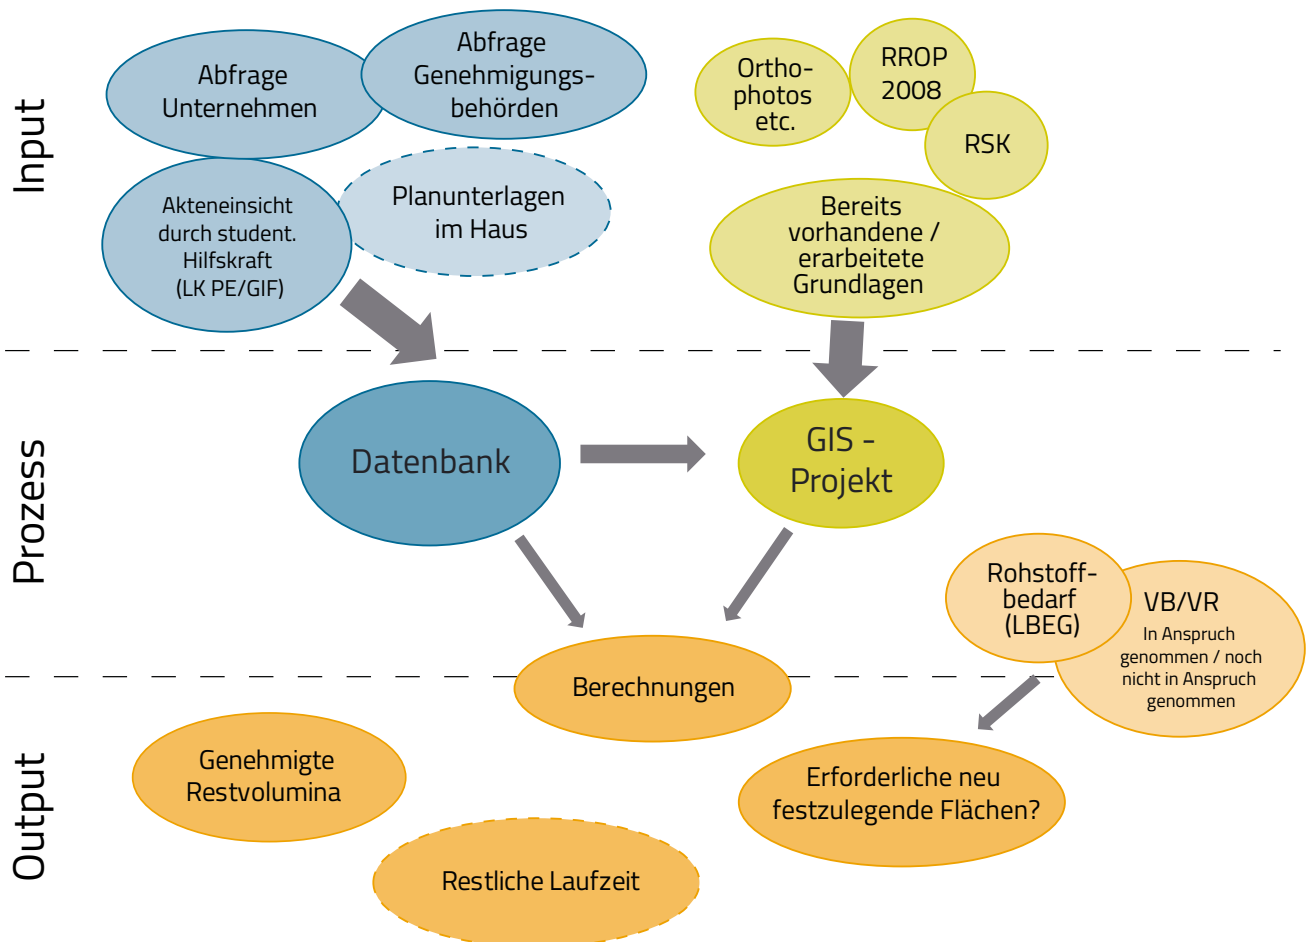 Input
Abfrage
Unternehmen
Abfrage
Genehmigungs-
behörden
Akteneinsicht
durch student.
Hilfskraft
(LK PE/GIF)
Planunterlagen
im Haus
Ortho-
photos
etc.
RROP
2008
RSK
Bereits
vorhandene /
erarbeitete
Grundlagen
Prozess
Datenbank
GIS -
Projekt
Rohstoff-
bedarf
(LBEG)
VB/VR
In Anspruch
genommen / noch
nicht in Anspruch
genommen
Berechnungen
Output
Genehmigte
Restvolumina
Restliche Laufzeit
Erforderliche neu
festzulegende Flächen?